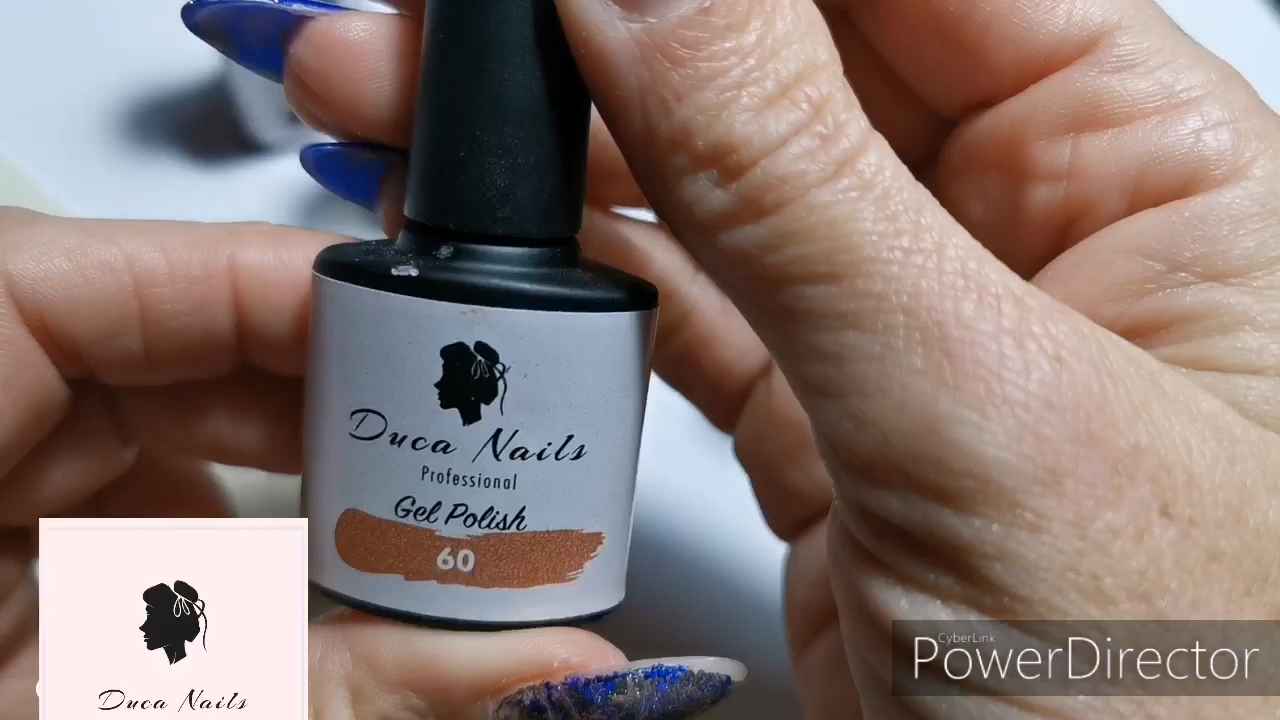 Duca Nails
Professional
Gel Polish
60
Duca Nails
CyberLink
PowerDirector